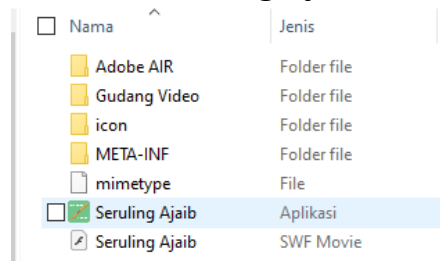 Nama Jenis
Adobe AIR Folder file
Gudang Video Folder file
icon Folder file
META-INF Folder file
mimetype File
Seruling Ajaib Aplikasi
Seruling Ajaib SWF Movie